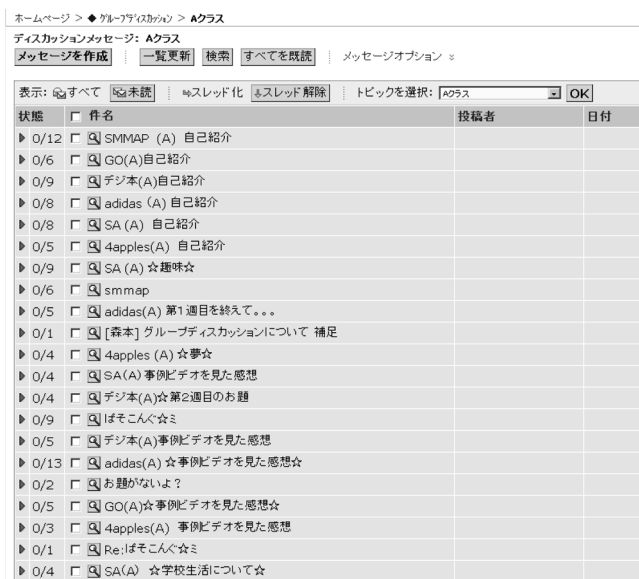 ホームページ > ◆ グループディスカッション > Aクラス
ディスカッションメッセージ: Aクラス
メッセージを作成 一覧更新 検索 すべてを既読 メッセージオプション
表示: すべて 未読 スレッド化 スレッド解除 トピックを選択: Aクラス OK
状態 件名 投稿者 日付
0/12 SMMAP (A) 自己紹介
0/6 GO(A)自己紹介
0/9 デジ本(A)自己紹介
0/8 adidas (A) 自己紹介
0/8 SA (A) 自己紹介
0/5 4apples(A) 自己紹介
0/9 SA (A) ☆趣味☆
0/6 smmap
0/5 adidas(A) 第1週目を終えて。。。
0/1 [森本] グループディスカッションについて 補足
0/4 4apples (A) ☆夢☆
0/4 SA(A) 事例ビデオを見た感想
0/4 デジ本(A)☆第2週目のお題
0/9 ぱそこんぐ☆ミ
0/5 デジ本(A)事例ビデオを見た感想
0/13 adidas(A) ☆事例ビデオを見た感想☆
0/2 お題がないよ？
0/5 GO(A)☆事例ビデオを見た感想☆
0/3 4apples(A) 事例ビデオを見た感想
0/1 Re:ぱそこんぐ☆ミ
0/4 SA(A) ☆学校生活について☆